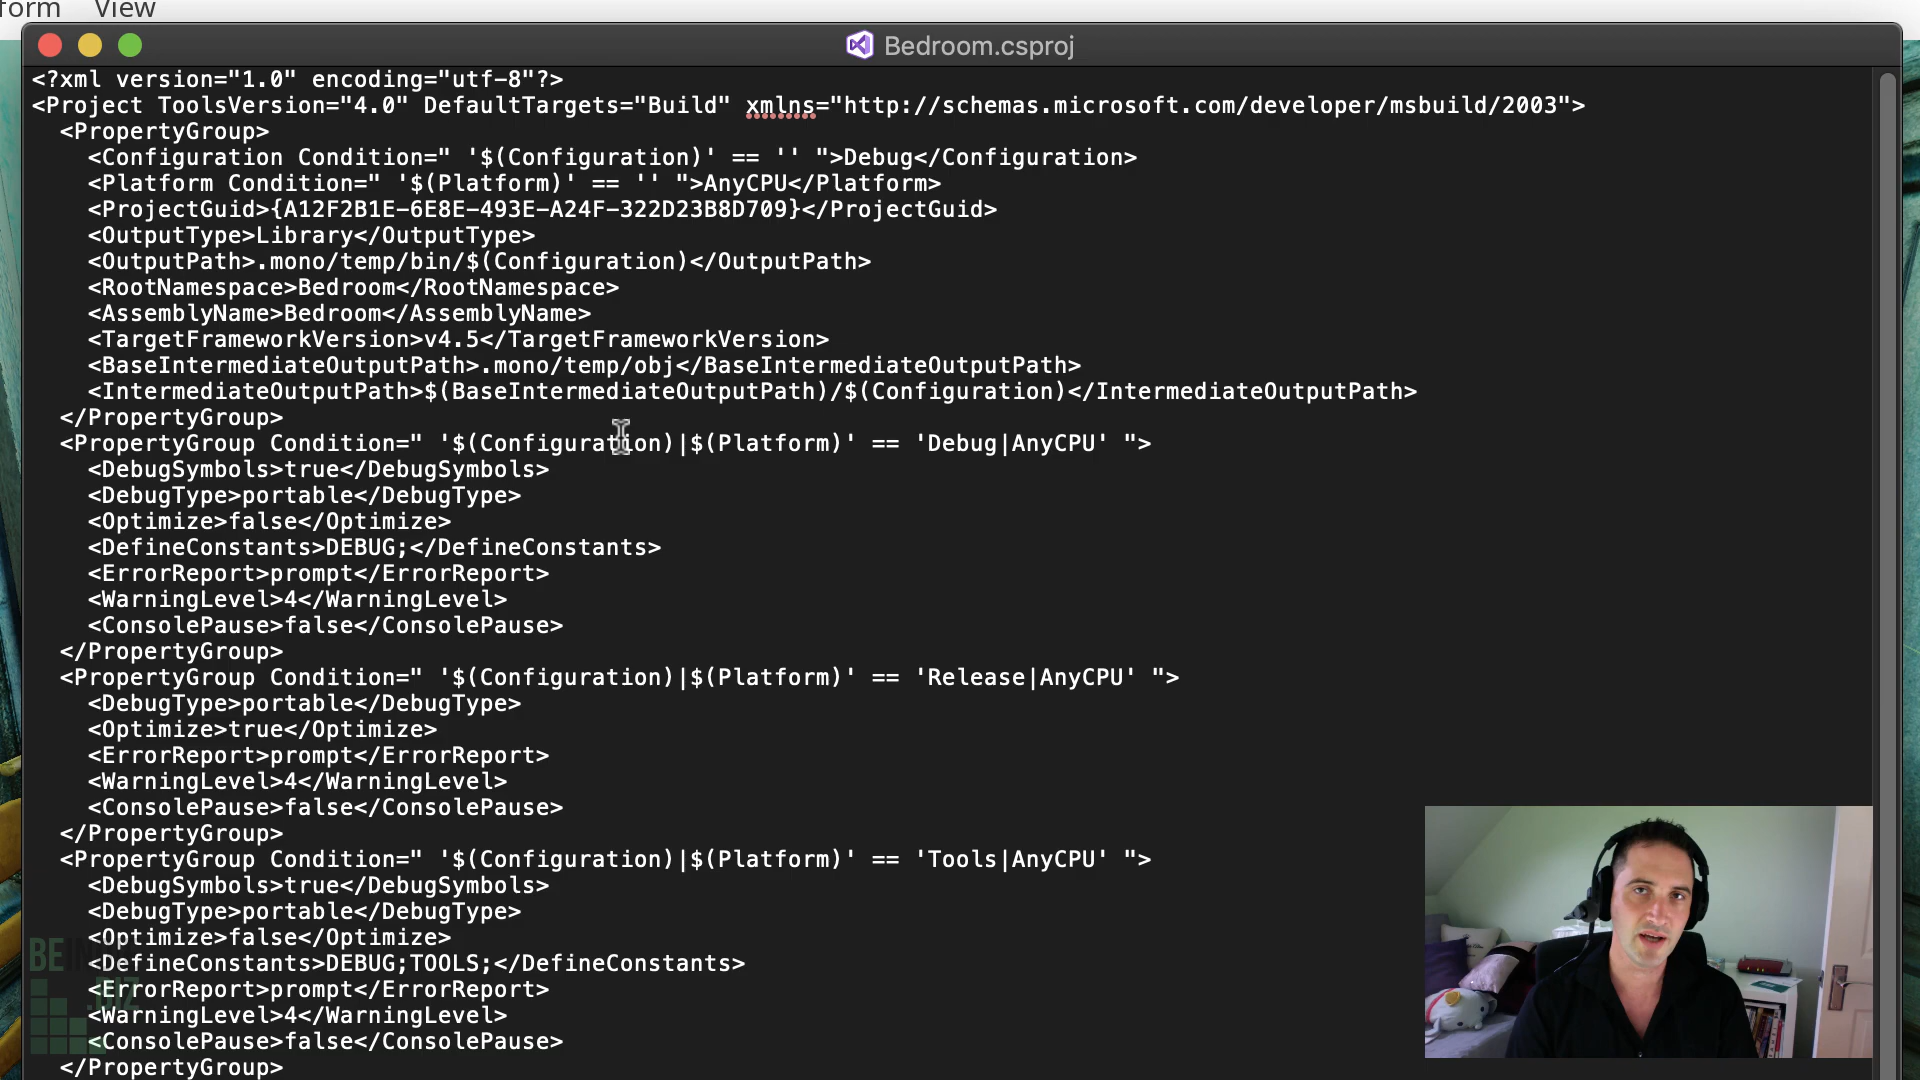 form View
Bedroom.csproj
<?xml version="1.0" encoding="utf-8"?>
<Project ToolsVersion="4.0" DefaultTargets="Build" xmlns="http://schemas.microsoft.com/developer/msbuild/2003">
  <PropertyGroup>
    <Configuration Condition=" '$(Configuration)' == '' ">Debug</Configuration>
    <Platform Condition=" '$(Platform)' == '' ">AnyCPU</Platform>
    <ProjectGuid>{A12F2B1E-6E8E-493E-A24F-322D23B8D709}</ProjectGuid>
    <OutputType>Library</OutputType>
    <OutputPath>.mono/temp/bin/$(Configuration)</OutputPath>
    <RootNamespace>Bedroom</RootNamespace>
    <AssemblyName>Bedroom</AssemblyName>
    <TargetFrameworkVersion>v4.5</TargetFrameworkVersion>
    <BaseIntermediateOutputPath>.mono/temp/obj</BaseIntermediateOutputPath>
    <IntermediateOutputPath>$(BaseIntermediateOutputPath)/$(Configuration)</IntermediateOutputPath>
  </PropertyGroup>
  <PropertyGroup Condition=" '$(Configuration)|$(Platform)' == 'Debug|AnyCPU' ">
    <DebugSymbols>true</DebugSymbols>
    <DebugType>portable</DebugType>
    <Optimize>false</Optimize>
    <DefineConstants>DEBUG;</DefineConstants>
    <ErrorReport>prompt</ErrorReport>
    <WarningLevel>4</WarningLevel>
    <ConsolePause>false</ConsolePause>
  </PropertyGroup>
  <PropertyGroup Condition=" '$(Configuration)|$(Platform)' == 'Release|AnyCPU' ">
    <DebugType>portable</DebugType>
    <Optimize>true</Optimize>
    <ErrorReport>prompt</ErrorReport>
    <WarningLevel>4</WarningLevel>
    <ConsolePause>false</ConsolePause>
  </PropertyGroup>
  <PropertyGroup Condition=" '$(Configuration)|$(Platform)' == 'Tools|AnyCPU' ">
    <DebugSymbols>true</DebugSymbols>
    <DebugType>portable</DebugType>
    <Optimize>false</Optimize>
    <DefineConstants>DEBUG;TOOLS;</DefineConstants>
    <ErrorReport>prompt</ErrorReport>
    <WarningLevel>4</WarningLevel>
    <ConsolePause>false</ConsolePause>
  </PropertyGroup>
.BIZ